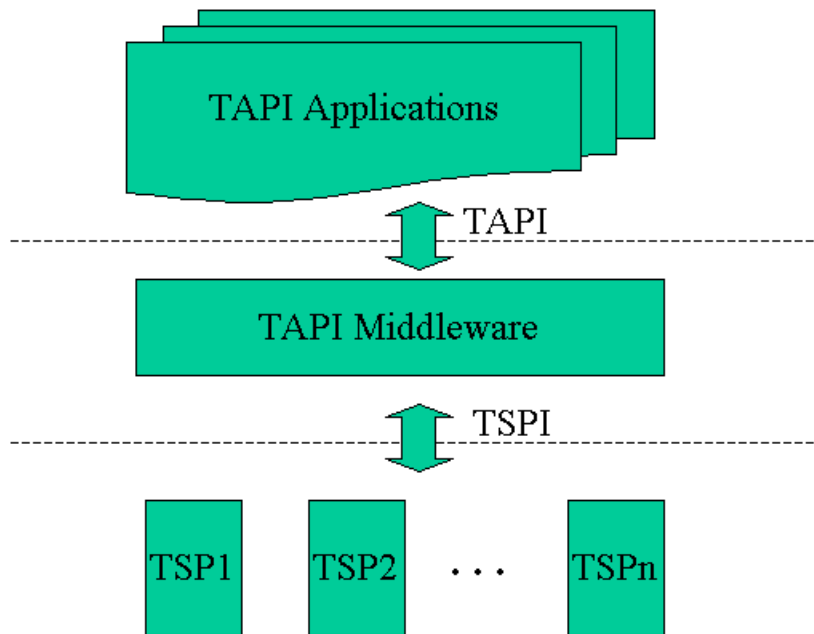 TAPI Applications
TAPI
TAPI Middleware
TSPI
TSP1 TSP2 . . . TSPn